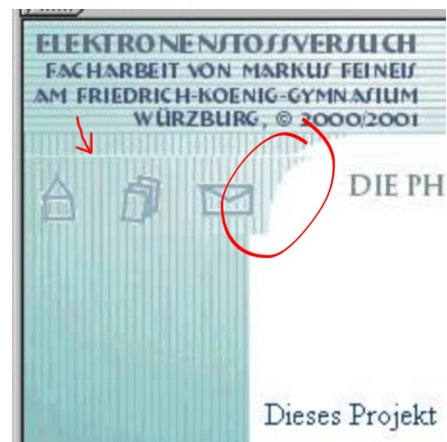 ELEKTRONENSTOSSVERSUCH
FACHARBEIT VON MARKUS FEINEIS
AM FRIEDRICH-KOENIG-GYMNASIUM
WÜRZBURG, © 2000/2001
DIE PH
Dieses Projekt